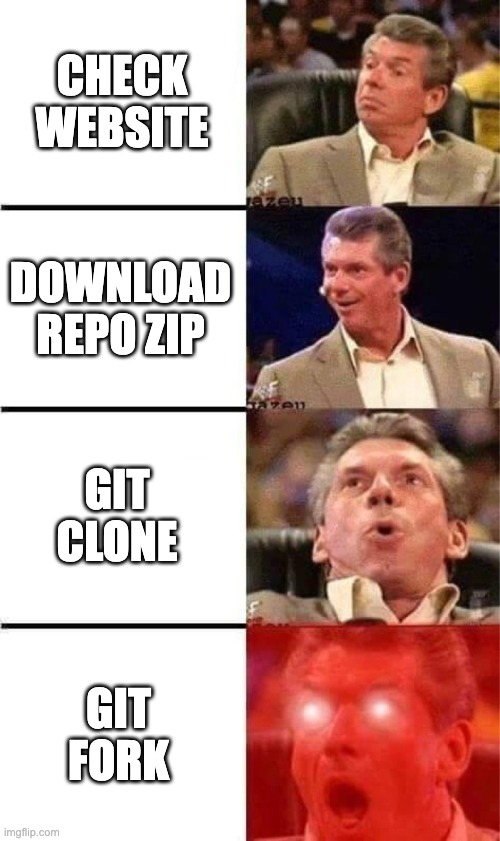 CHECK
WEBSITE
DOWNLOAD
REPO ZIP
GIT
CLONE
GIT
FORK
imgflip.com